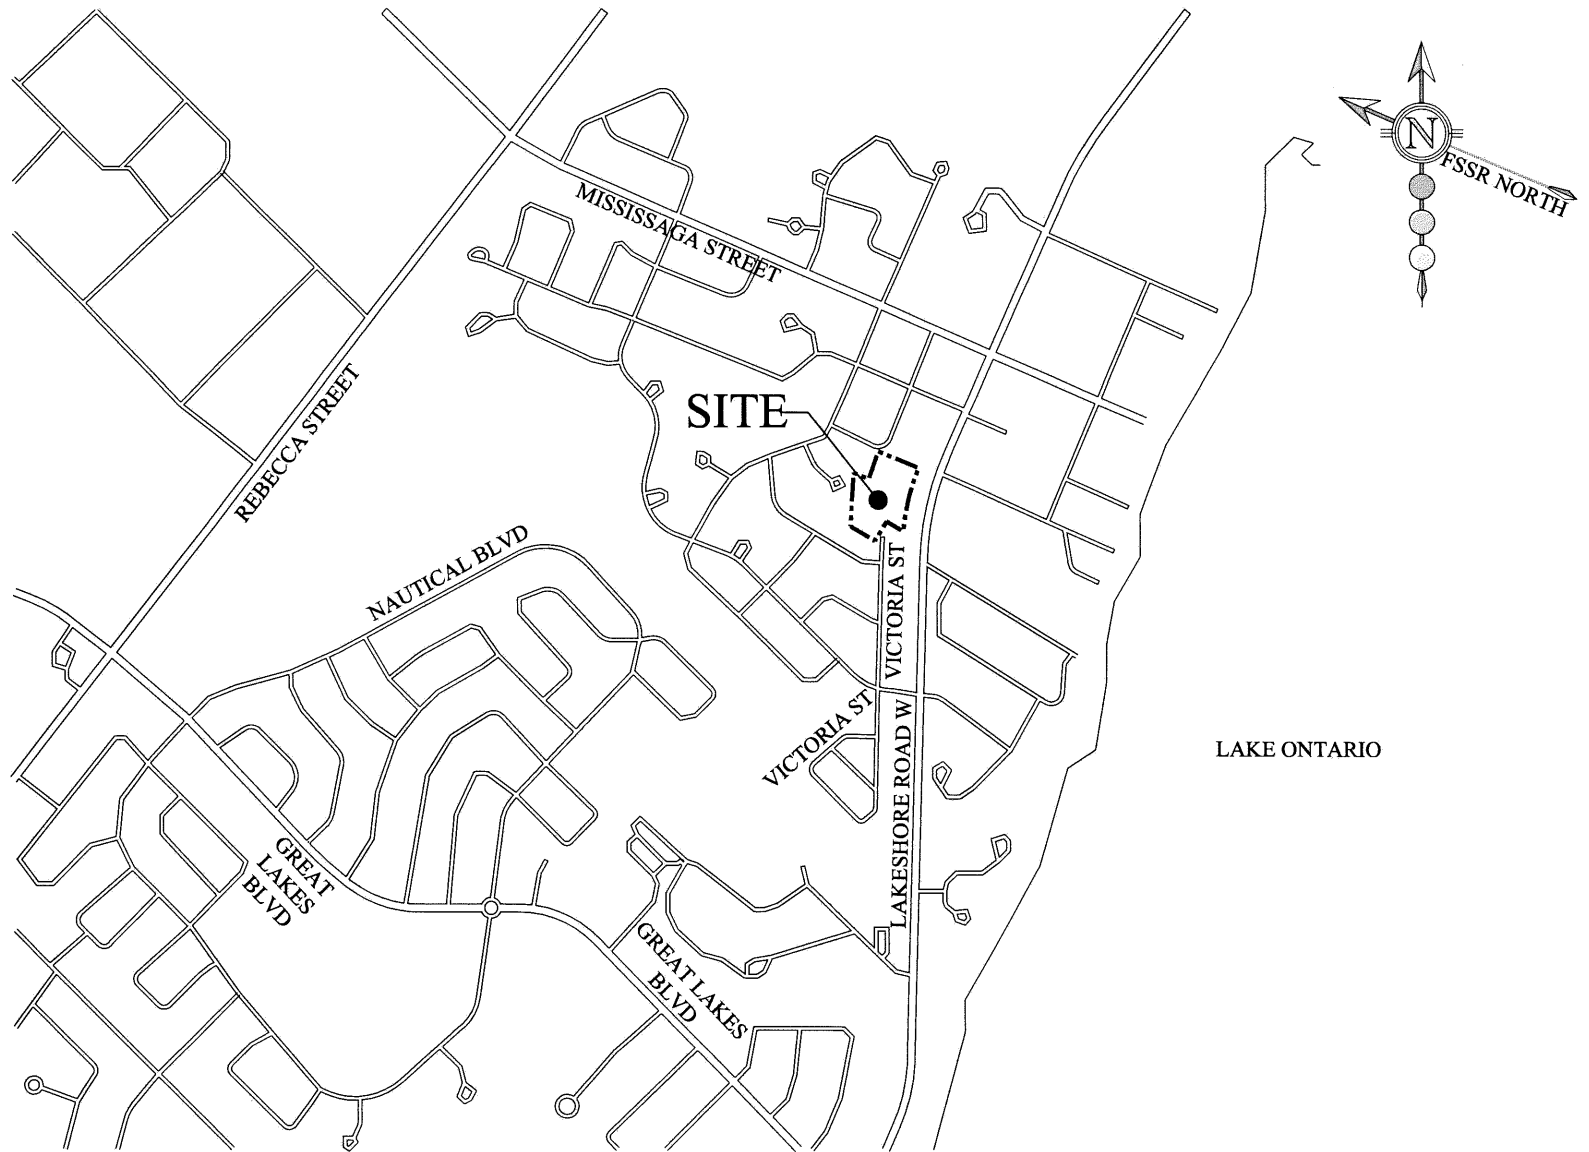 N
FSSR NORTH
MISSISSAGA STREET
SITE
REBECCA STREET
NAUTICAL BLVD
VICTORIA ST
VICTORIA ST
LAKESHORE ROAD W
LAKE ONTARIO
GREAT
LAKES
BLVD
GREAT LAKES
BLVD